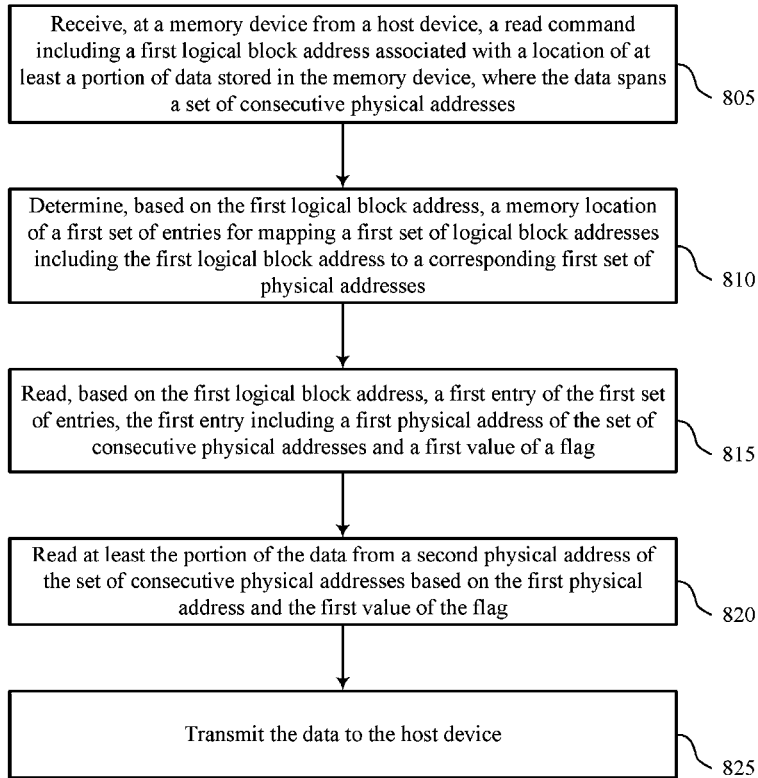 Receive, at a memory device from a host device, a read command
including a first logical block address associated with a location of at
least a portion of data stored in the memory device, where the data spans
a set of consecutive physical addresses
805
Determine, based on the first logical block address, a memory location
of a first set of entries for mapping a first set of logical block addresses
including the first logical block address to a corresponding first set of
physical addresses
810
Read, based on the first logical block address, a first entry of the first set
of entries, the first entry including a first physical address of the set of
consecutive physical addresses and a first value of a flag
815
Read at least the portion of the data from a second physical address of
the set of consecutive physical addresses based on the first physical
address and the first value of the flag
820
Transmit the data to the host device
825